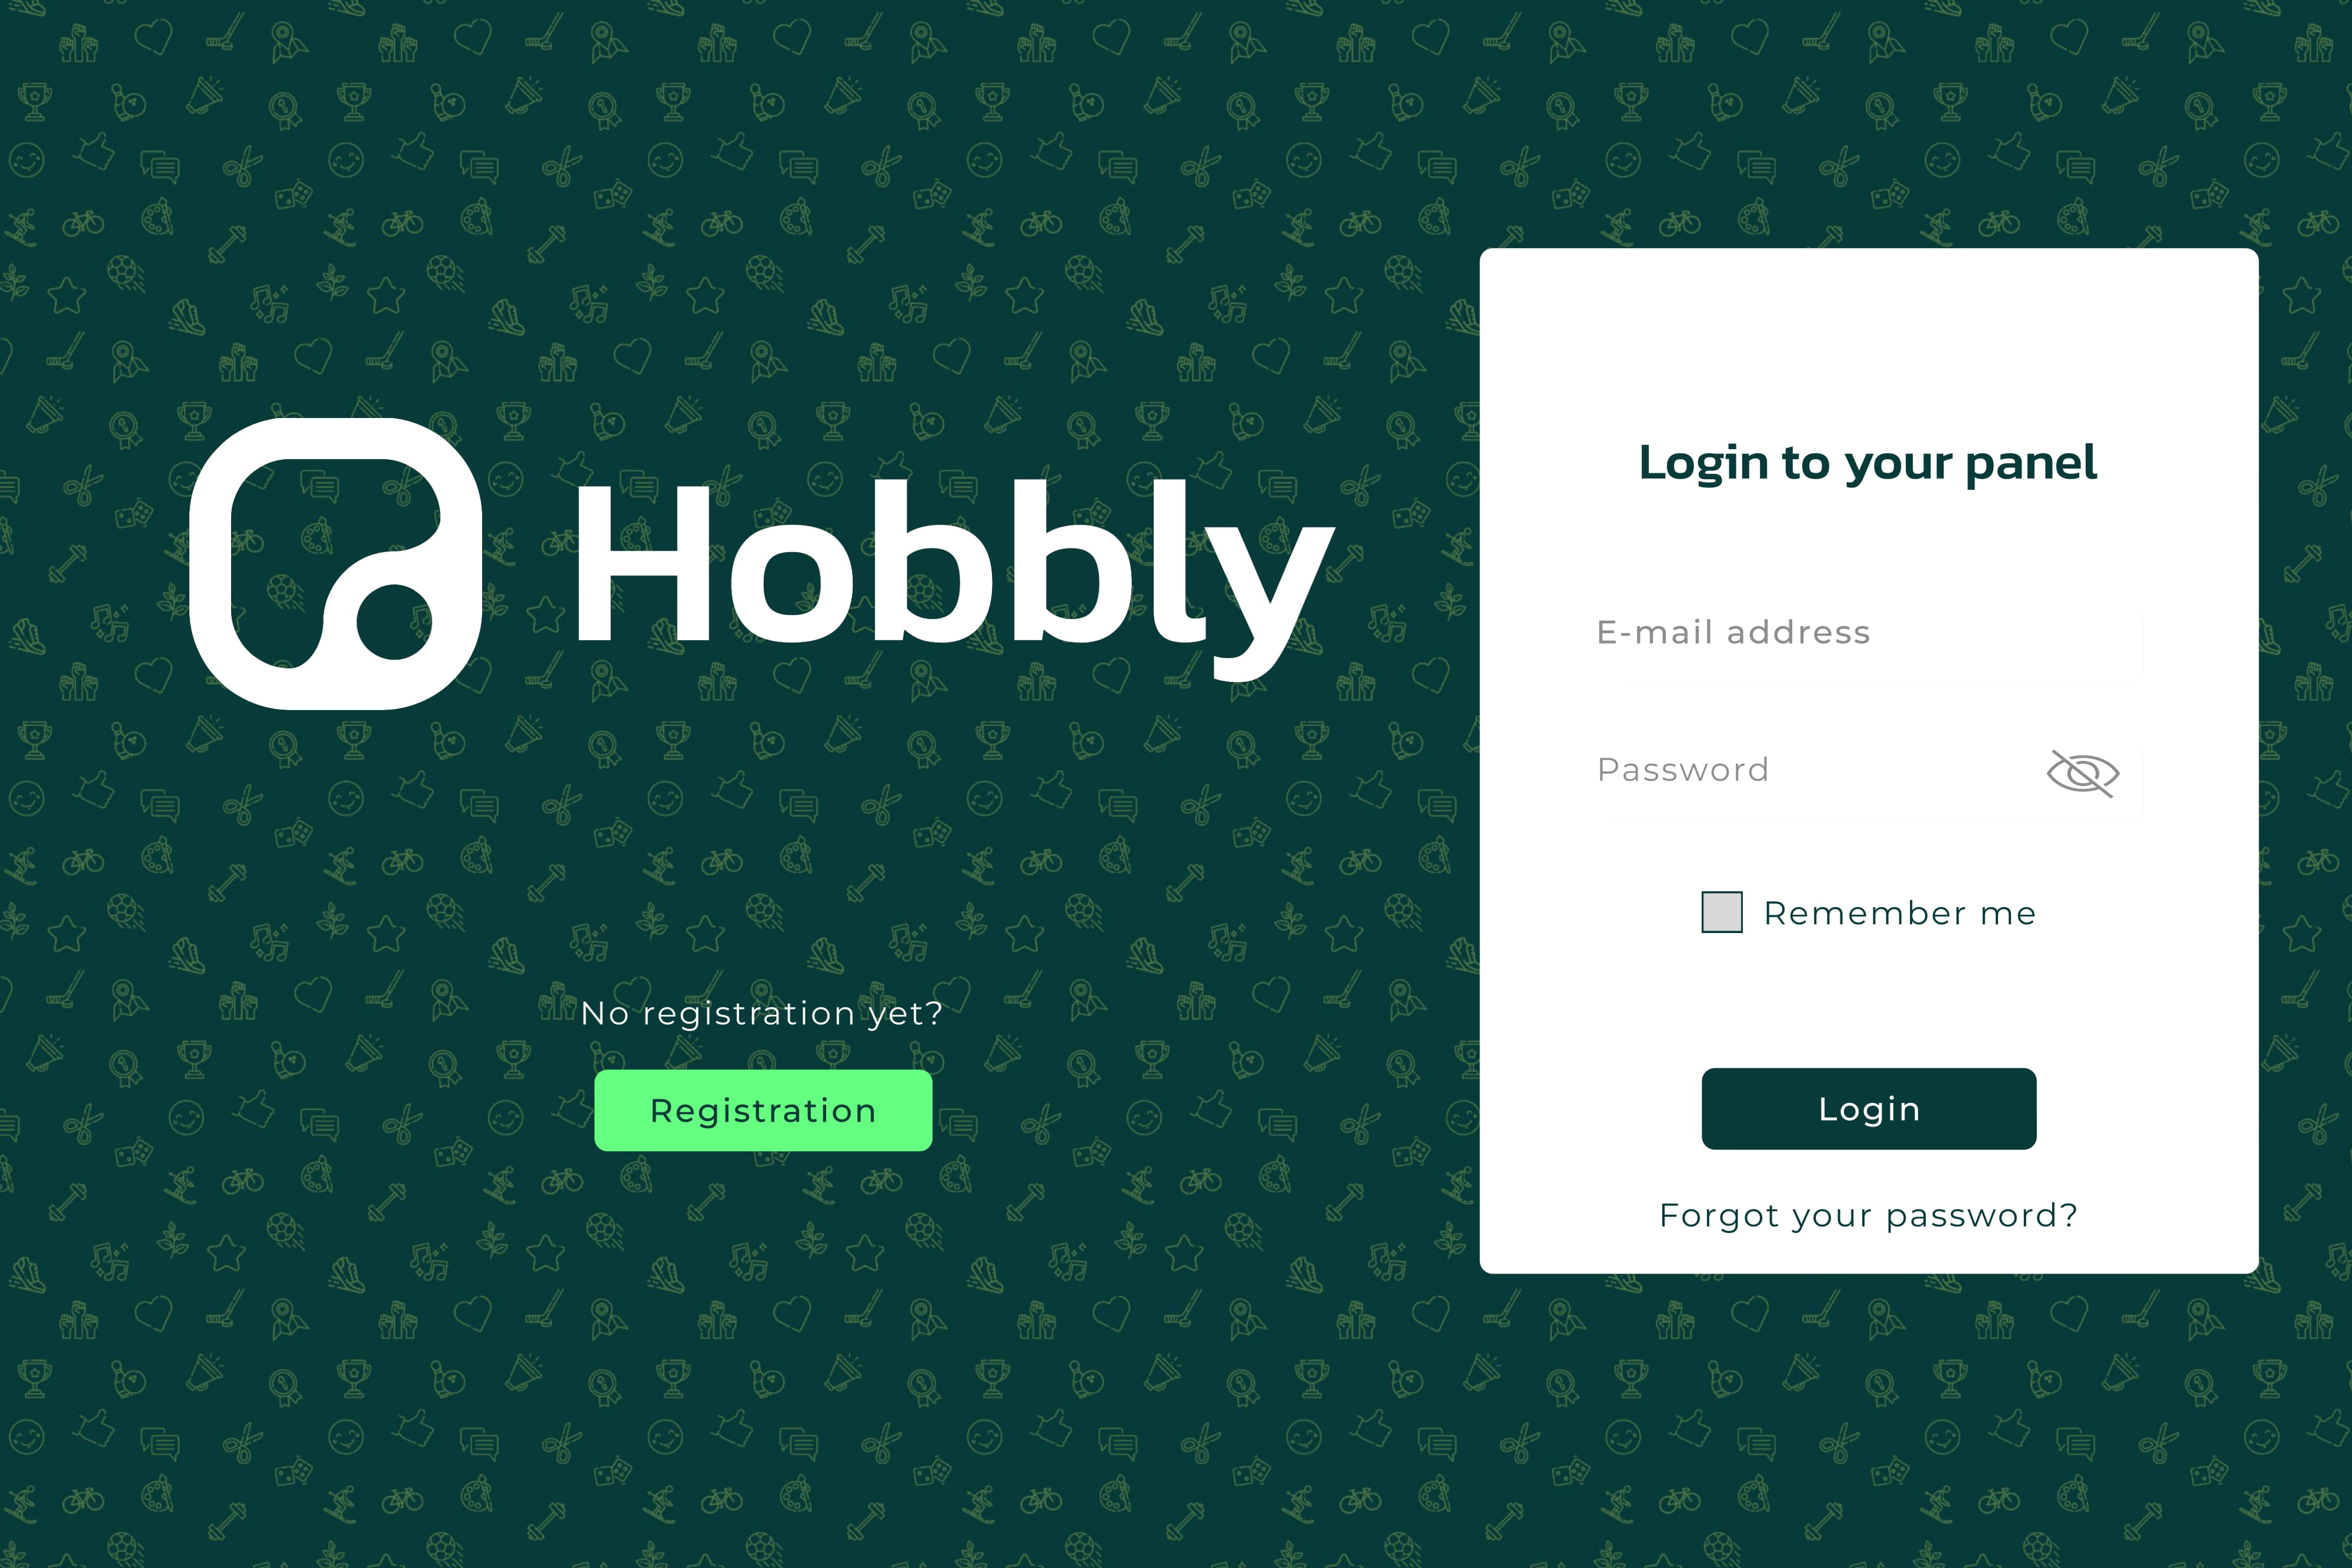 Hobbly
No registration yet?
Registration
Login to your panel
E-mail address
Password
Remember me
Login
Forgot your password?